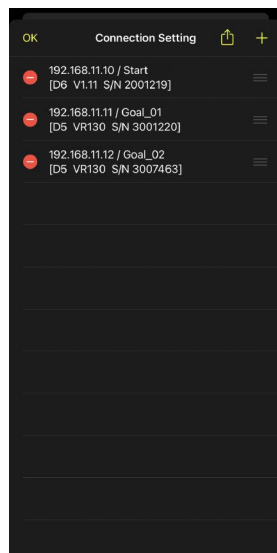 OK Connection Setting
192.168.11.10 / Start
[D6 V1.11 S/N 2001219]
192.168.11.11 / Goal_01
[D5 VR130 S/N 3001220]
192.168.11.12 / Goal_02
[D5 VR130 S/N 3007463]